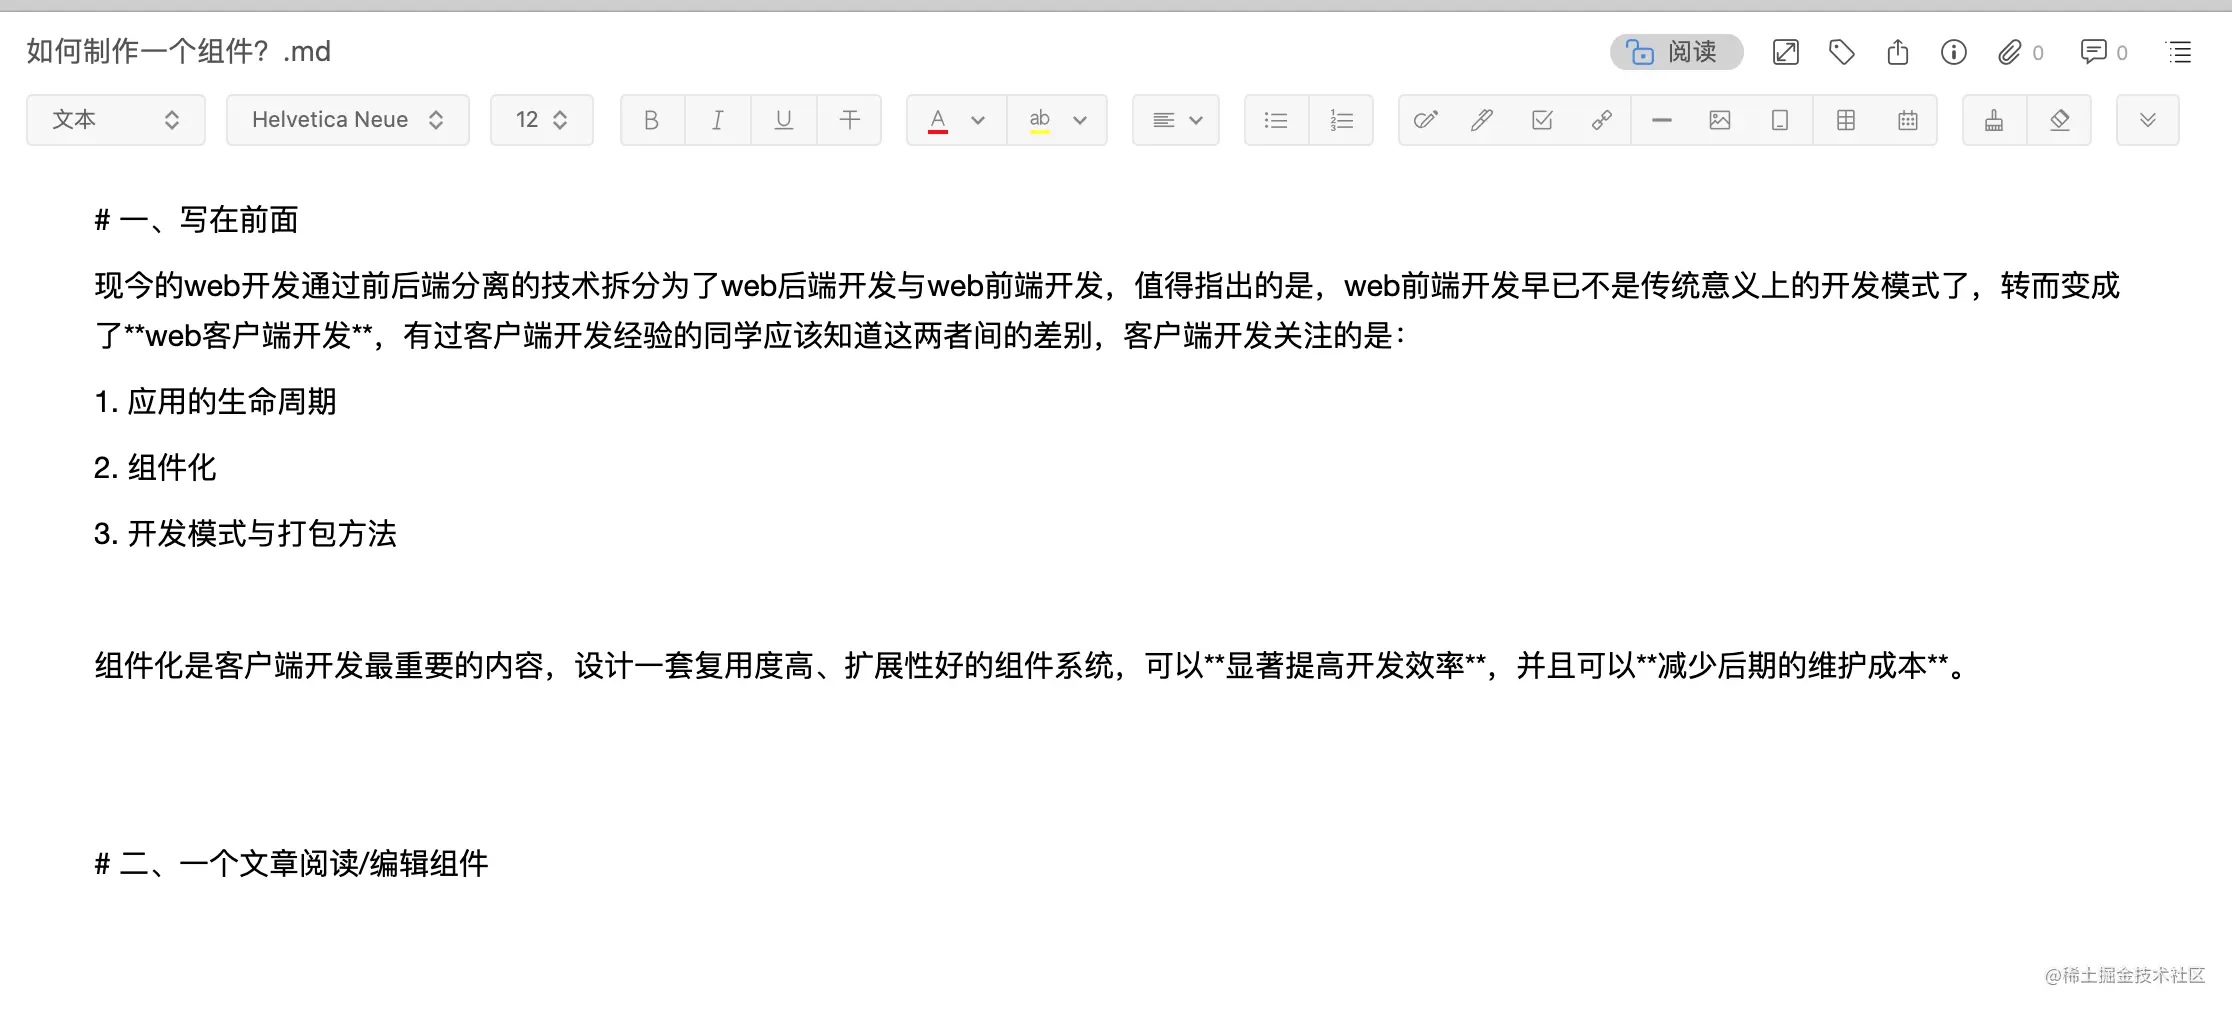 如何制作一个组件？.md
阅读
0
0
文本
Helvetica Neue
12
B I U T
A
ab
# 一、写在前面
现今的web开发通过前后端分离的技术拆分为了web后端开发与web前端开发，值得指出的是，web前端开发早已不是传统意义上的开发模式了，转而变成
了**web客户端开发**，有过客户端开发经验的同学应该知道这两者间的差别，客户端开发关注的是：
1. 应用的生命周期
2. 组件化
3. 开发模式与打包方法
组件化是客户端开发最重要的内容，设计一套复用度高、扩展性好的组件系统，可以**显著提高开发效率**，并且可以**减少后期的维护成本**。
# 二、一个文章阅读/编辑组件
@稀土掘金技术社区